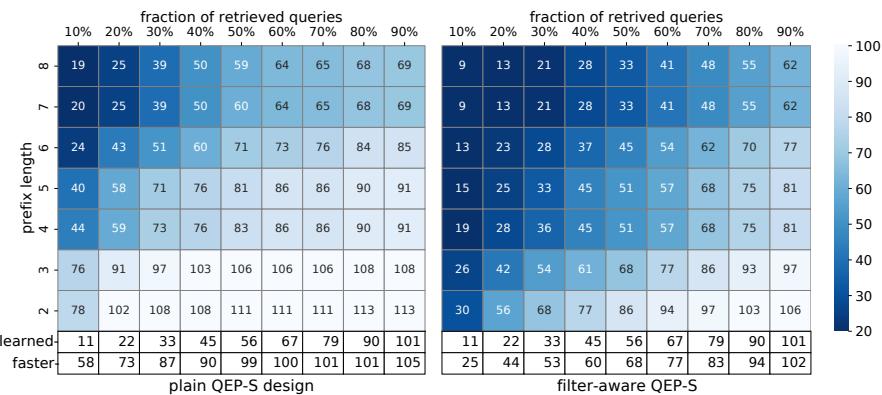 fraction of retrieved queries
10% 20% 30% 40% 50% 60% 70% 80% 90%
prefix length
8 19 25 39 50 59 64 65 68 69
7 20 25 39 50 60 64 65 68 69
6 24 43 51 60 71 73 76 84 85
5 40 58 71 76 81 86 86 90 91
4 44 59 73 76 83 86 86 90 91
3 76 91 97 103 106 106 106 108 108
2 78 102 108 108 111 111 111 113 113
learned 11 22 33 45 56 67 79 90 101
faster 58 73 87 90 99 100 101 101 105
plain QEP-S design
fraction of retrived queries
10% 20% 30% 40% 50% 60% 70% 80% 90%
9 13 21 28 33 41 48 55 62
9 13 21 28 33 41 48 55 62
13 23 28 37 45 54 62 70 77
15 25 33 45 51 57 68 75 81
19 28 36 45 51 57 68 75 81
26 42 54 61 68 77 86 93 97
30 56 68 77 86 94 97 103 106
11 22 33 45 56 67 79 90 101
25 44 53 60 68 77 83 94 102
filter-aware QEP-S
100
90
80
70
60
50
40
30
20